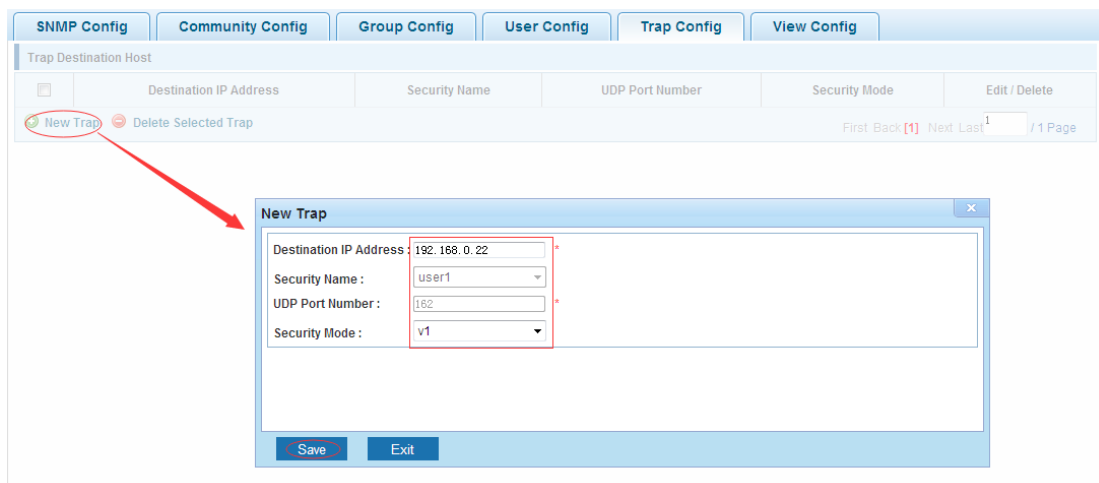 SNMP Config Community Config Group Config User Config Trap Config View Config
Trap Destination Host
Destination IP Address Security Name UDP Port Number Security Mode Edit / Delete
New Trap Delete Selected Trap First Back [1] Next Last 1 / 1 Page
New Trap
Destination IP Address : 192.168.0.22 *
Security Name : user1
UDP Port Number : 162 *
Security Mode : v1
Save Exit